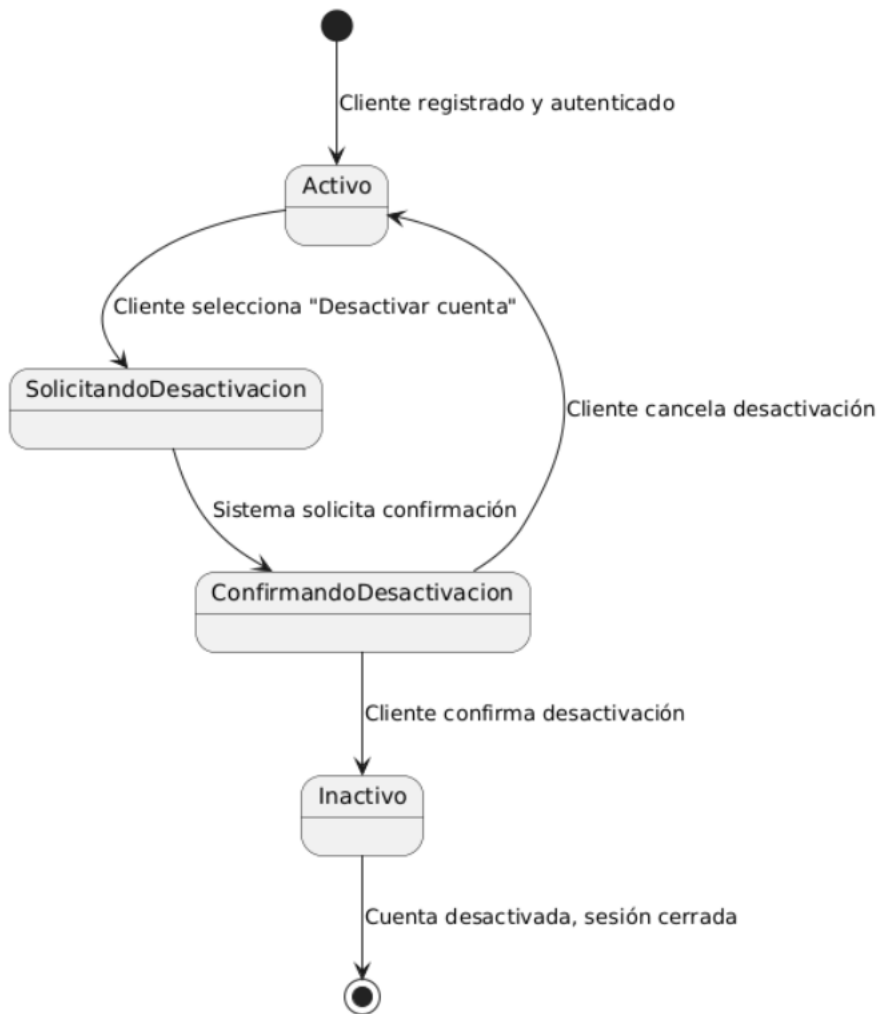 Cliente registrado y autenticado
Activo
Cliente selecciona "Desactivar cuenta"
SolicitandoDesactivacion
Cliente cancela desactivación
Sistema solicita confirmación
ConfirmandoDesactivacion
Cliente confirma desactivación
Inactivo
Cuenta desactivada, sesión cerrada